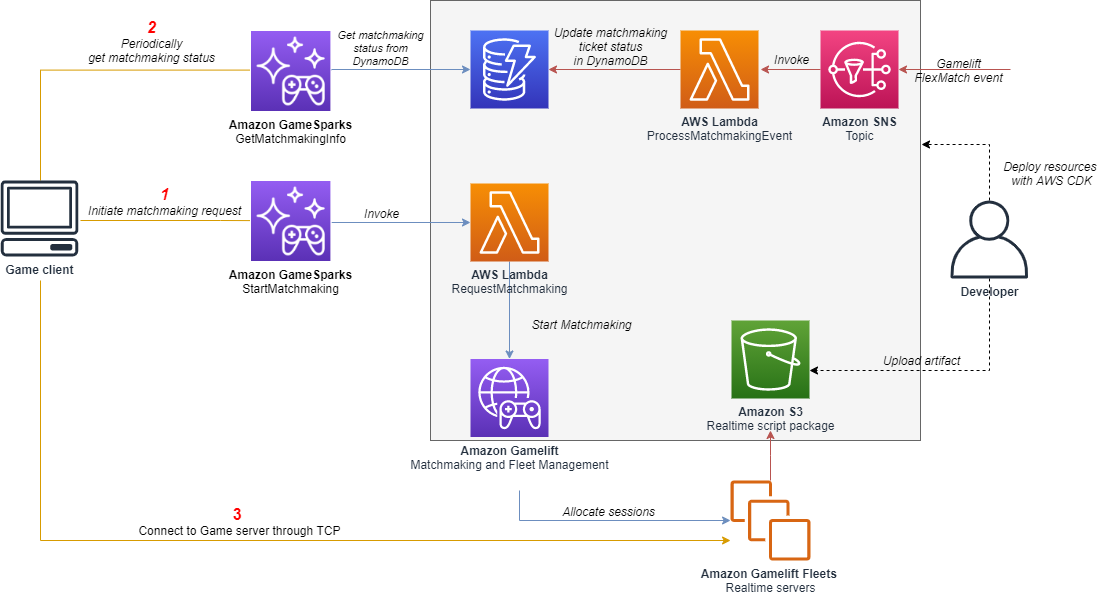 2
Periodically
get matchmaking status
Amazon GameSparks
GetMatchmakingInfo
Get matchmaking
status from
DynamoDB
Update matchmaking
ticket status
in DynamoDB
AWS Lambda
ProcessMatchmakingEvent
Invoke
Amazon SNS
Topic
Gamelift
FlexMatch event
Deploy resources
with AWS CDK
Developer
Upload artifact
1
Initiate matchmaking request
Game client
Amazon GameSparks
StartMatchmaking
Invoke
AWS Lambda
RequestMatchmaking
Start Matchmaking
Amazon Gamelift
Matchmaking and Fleet Management
Amazon S3
Realtime script package
Allocate sessions
3
Connect to Game server through TCP
Amazon Gamelift Fleets
Realtime servers